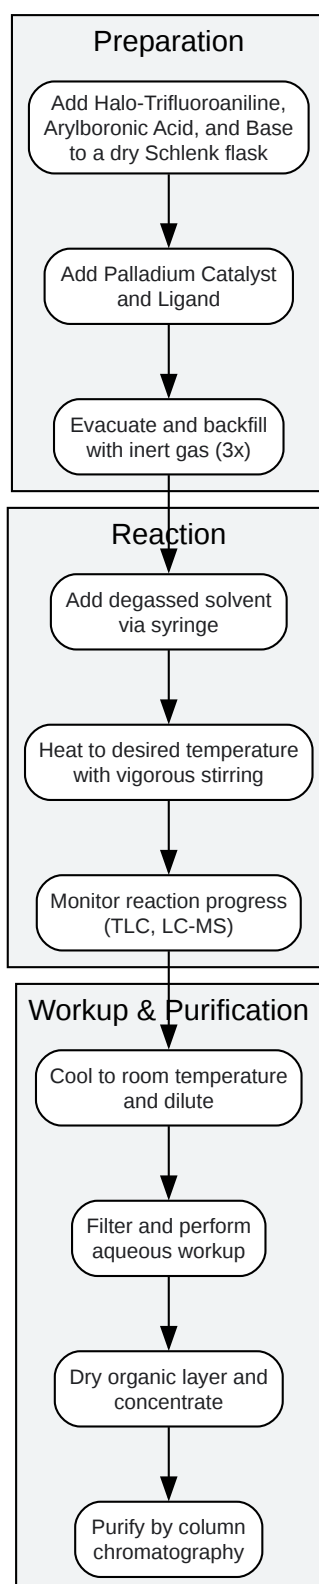 Preparation
Add Halo-Trifluoroaniline,
Arylboronic Acid, and Base
to a dry Schlenk flask
Add Palladium Catalyst
and Ligand
Evacuate and backfill
with inert gas (3x)
Reaction
Add degassed solvent
via syringe
Heat to desired temperature
with vigorous stirring
Monitor reaction progress
(TLC, LC-MS)
Workup & Purification
Cool to room temperature
and dilute
Filter and perform
aqueous workup
Dry organic layer and
concentrate
Purify by column
chromatography